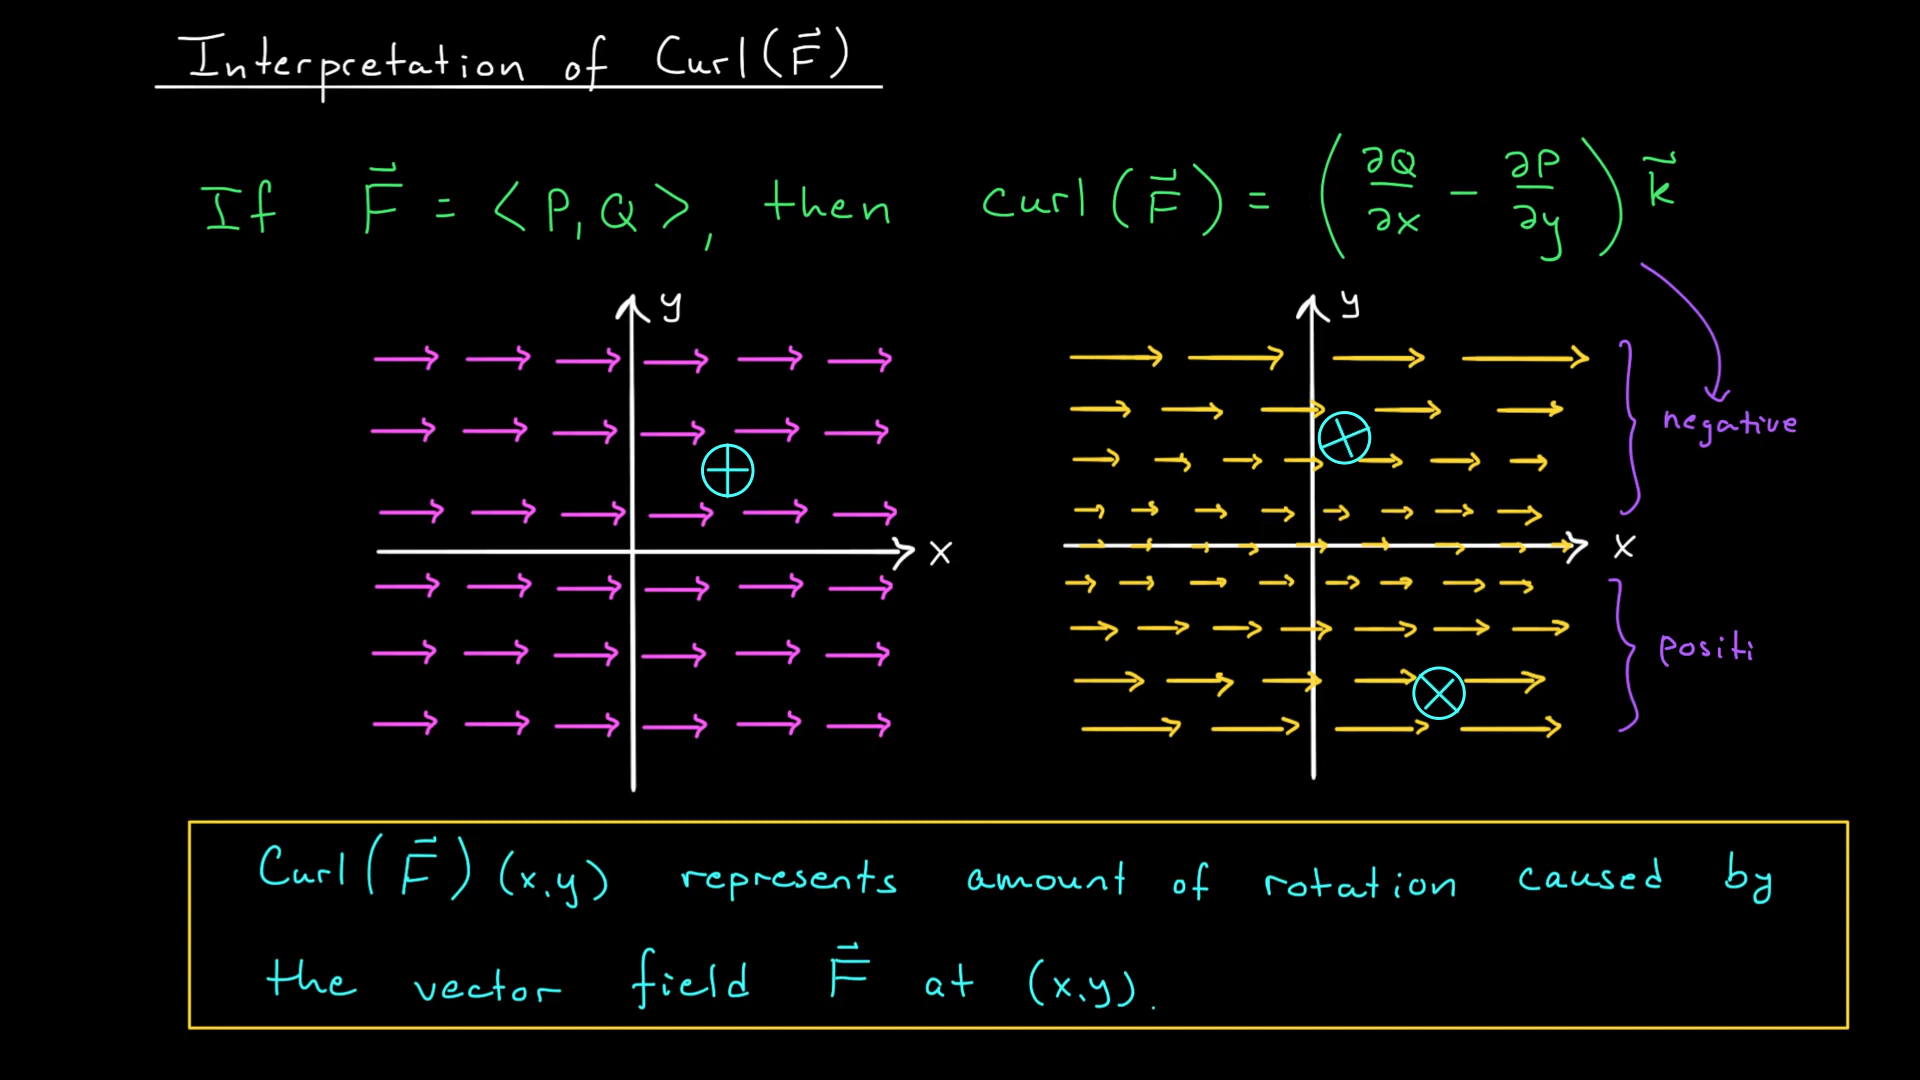 Interpretation of Curl(F⃗)
If F⃗ = <P, Q>, then curl(F⃗) = (∂Q/∂x − ∂P/∂y) k⃗
y y
negative
x x
positi
Curl(F⃗)(x,y) represents amount of rotation caused by
the vector field F⃗ at (x,y).